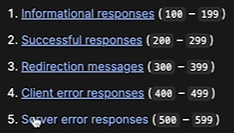 1. Informational responses (100 – 199)
2. Successful responses (200 – 299)
3. Redirection messages (300 – 399)
4. Client error responses (400 – 499)
5. Server error responses (500 – 599)